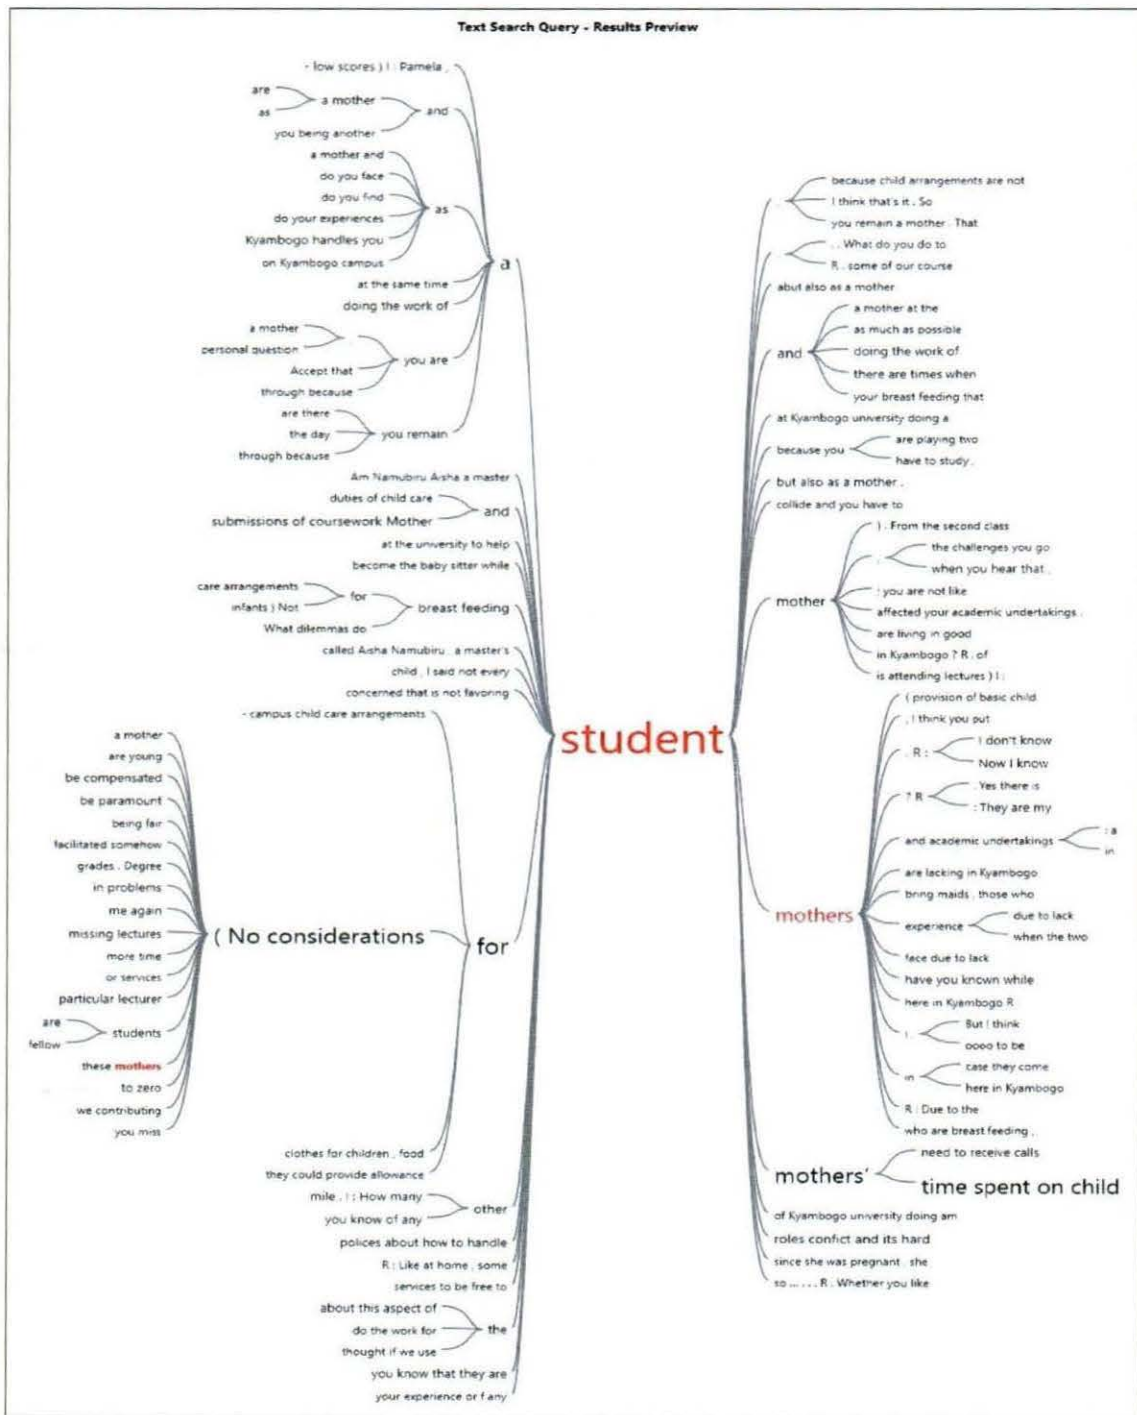 Text Search Query - Results Preview
- low scores ) I : Pamela ,
are
as
a mother
you being another
and
a mother and
do you face
do you find
do your experiences
Kyambogo handles you
on Kyambogo campus
as
at the same time
doing the work of
a mother
personal question
Accept that
through because
you are
are there
the day
through because
you remain
a
Am Namubiru Aisha a master
duties of child care
submissions of coursework Mother
and
at the university to help
become the baby sitter while
care arrangements
infants ) Not
for
What dilemmas do
breast feeding
called Aisha Namubiru , a master's
child , I said not every
concerned that is not favoring
- campus child care arrangements
a mother
are young
be compensated
be paramount
being fair
facilitated somehow
grades . Degree
in problems
me again
missing lectures
more time
or services
particular lecturer
are
fellow
students
these mothers
to zero
we contributing
you miss
( No considerations
for
clothes for children , food
they could provide allowance
mile , I : How many
you know of any
other
polices about how to handle
R : Like at home , some
services to be free to
about this aspect of
do the work for
thought if we use
the
you know that they are
your experience or f any
student
because child arrangements are not
I think that's it . So
you remain a mother . That
. . What do you do to
R . some of our course
abut also as a mother
and
a mother at the
as much as possible
doing the work of
there are times when
your breast feeding that
at Kyambogo university doing a
because you
are playing two
have to study .
but also as a mother .
collide and you have to
mother
) . From the second class
the challenges you go
when you hear that .
: you are not like
affected your academic undertakings .
are living in good
in Kyambogo ? R . of
is attending lectures ) I :
mothers
( provision of basic child
, I think you put
. R :
I don't know
Now I know
? R
. Yes there is
: They are my
and academic undertakings
: a
in
are lacking in Kyambogo
bring maids , those who
experience
due to lack
when the two
face due to lack
have you known while
here in Kyambogo R
But I think
oooo to be
in
case they come
here in Kyambogo
R : Due to the
who are breast feeding ,
mothers'
need to receive calls
time spent on child
of Kyambogo university doing am
roles confict and its hard
since she was pregnant , she
so ... . . . R . Whether you like